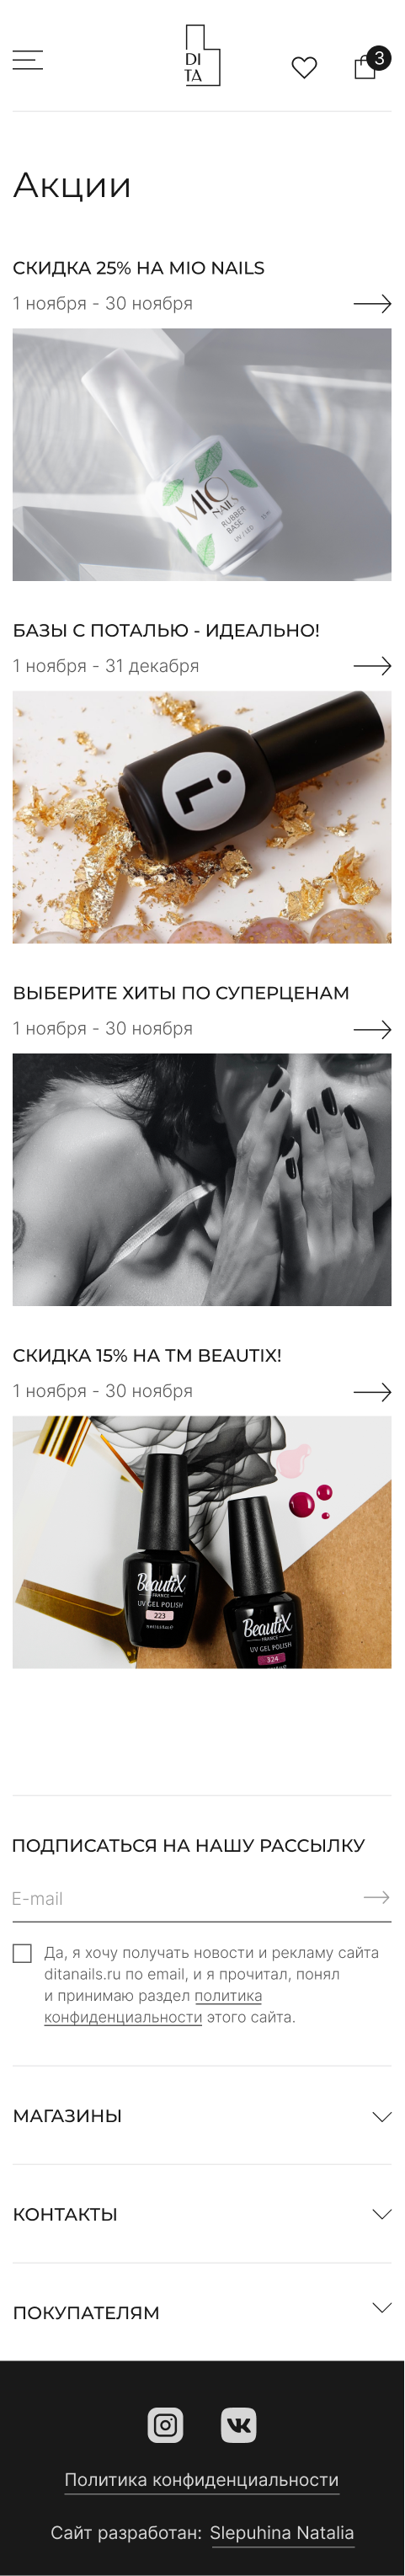 DI
TA
3
Акции
СКИДКА 25% НА MIO NAILS
1 ноября - 30 ноября
MIO
NAILS
RUBBER
BASE
БАЗЫ С ПОТАЛЬЮ - ИДЕАЛЬНО!
1 ноября - 31 декабря
ВЫБЕРИТЕ ХИТЫ ПО СУПЕРЦЕНАМ
1 ноября - 30 ноября
СКИДКА 15% НА ТМ BEAUTIX!
1 ноября - 30 ноября
BeautiX
FRANCE
UV GEL POLISH
223
BeautiX
FRANCE
UV GEL POLISH
324
ПОДПИСАТЬСЯ НА НАШУ РАССЫЛКУ
E-mail
Да, я хочу получать новости и рекламу сайта
ditanails.ru по email, и я прочитал, понял
и принимаю раздел политика
конфиденциальности этого сайта.
МАГАЗИНЫ
КОНТАКТЫ
ПОКУПАТЕЛЯМ
Политика конфиденциальности
Сайт разработан: Slepuhina Natalia